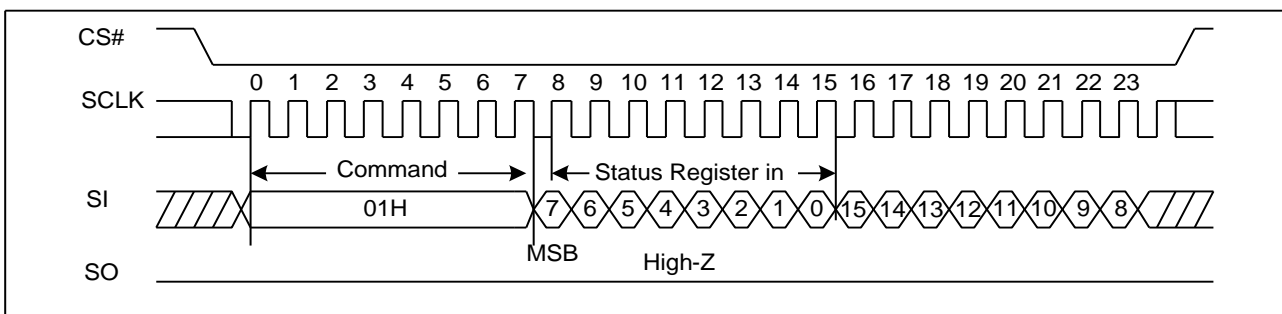 CS#
0 1 2 3 4 5 6 7 8 9 10 11 12 13 14 15 16 17 18 19 20 21 22 23
SCLK
Command Status Register in
SI 01H 7 6 5 4 3 2 1 0 15 14 13 12 11 10 9 8
MSB High-Z
SO